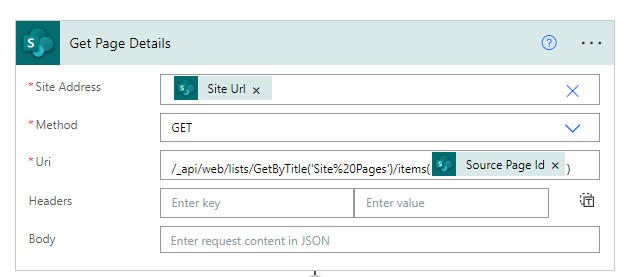 Get Page Details
* Site Address
Site Url ×
* Method
GET
* Uri
/_api/web/lists/GetByTitle('Site%20Pages')/items( Source Page Id × )
Headers
Enter key
Enter value
Body
Enter request content in JSON